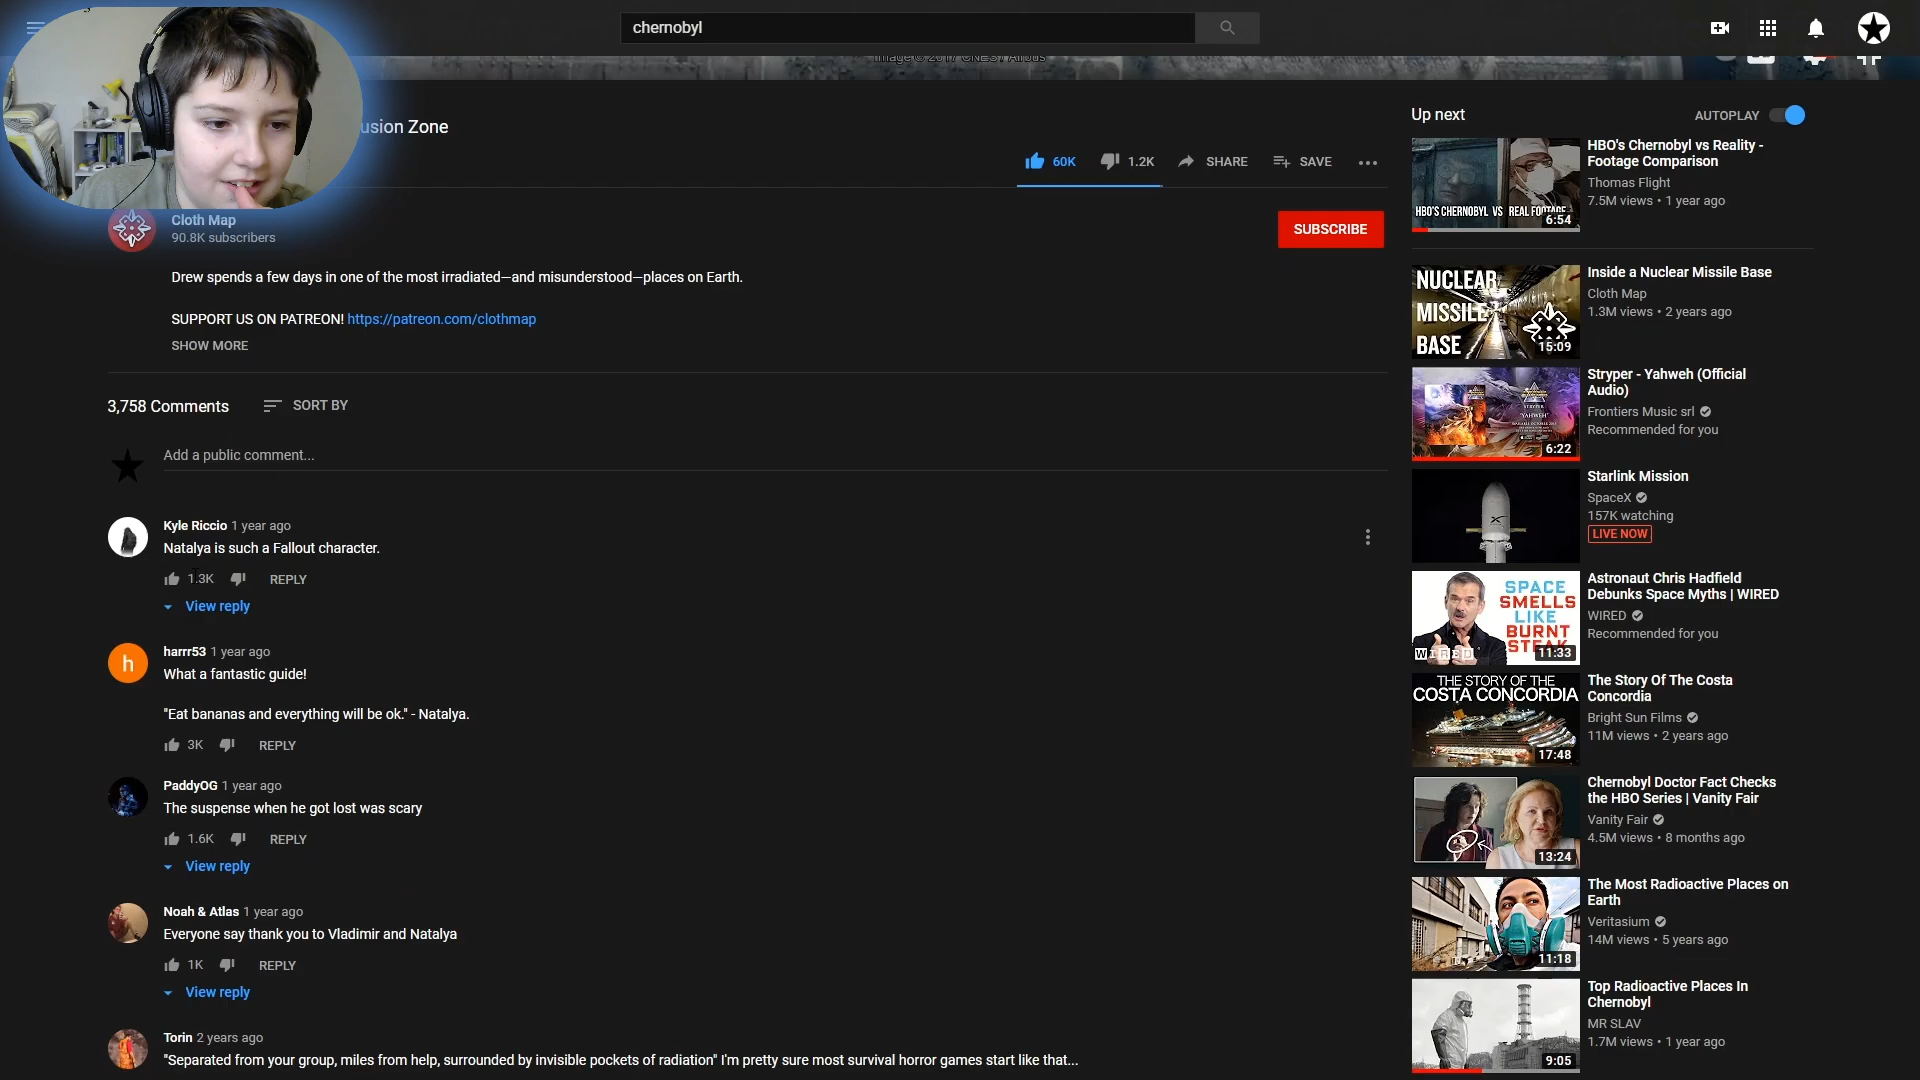 chernobyl
Image © 2017 CNES / Airbus
usion Zone
60K
1.2K
SHARE
SAVE
Cloth Map
90.8K subscribers
SUBSCRIBE
Drew spends a few days in one of the most irradiated—and misunderstood—places on Earth.
SUPPORT US ON PATREON! https://patreon.com/clothmap
SHOW MORE
3,758 Comments
SORT BY
Add a public comment...
Kyle Riccio 1 year ago
Natalya is such a Fallout character.
1.3K
REPLY
View reply
harrr53 1 year ago
What a fantastic guide!
"Eat bananas and everything will be ok." - Natalya.
3K
REPLY
PaddyOG 1 year ago
The suspense when he got lost was scary
1.6K
REPLY
View reply
Noah & Atlas 1 year ago
Everyone say thank you to Vladimir and Natalya
1K
REPLY
View reply
Torin 2 years ago
"Separated from your group, miles from help, surrounded by invisible pockets of radiation" I'm pretty sure most survival horror games start like that...
Up next
AUTOPLAY
HBO'S CHERNOBYL VS REAL FOOTAGE
6:54
HBO's Chernobyl vs Reality -
Footage Comparison
Thomas Flight
7.5M views • 1 year ago
NUCLEAR
MISSILE
BASE
15:09
Inside a Nuclear Missile Base
Cloth Map
1.3M views • 2 years ago
6:22
Stryper - Yahweh (Official
Audio)
Frontiers Music srl
Recommended for you
Starlink Mission
SpaceX
157K watching
LIVE NOW
SPACE
SMELLS
LIKE
BURNT
STEAK
WIRED
11:33
Astronaut Chris Hadfield
Debunks Space Myths | WIRED
WIRED
Recommended for you
THE STORY OF THE
COSTA CONCORDIA
17:48
The Story Of The Costa
Concordia
Bright Sun Films
11M views • 2 years ago
13:24
Chernobyl Doctor Fact Checks
the HBO Series | Vanity Fair
Vanity Fair
4.5M views • 8 months ago
11:18
The Most Radioactive Places on
Earth
Veritasium
14M views • 5 years ago
9:05
Top Radioactive Places In
Chernobyl
MR SLAV
1.7M views • 1 year ago